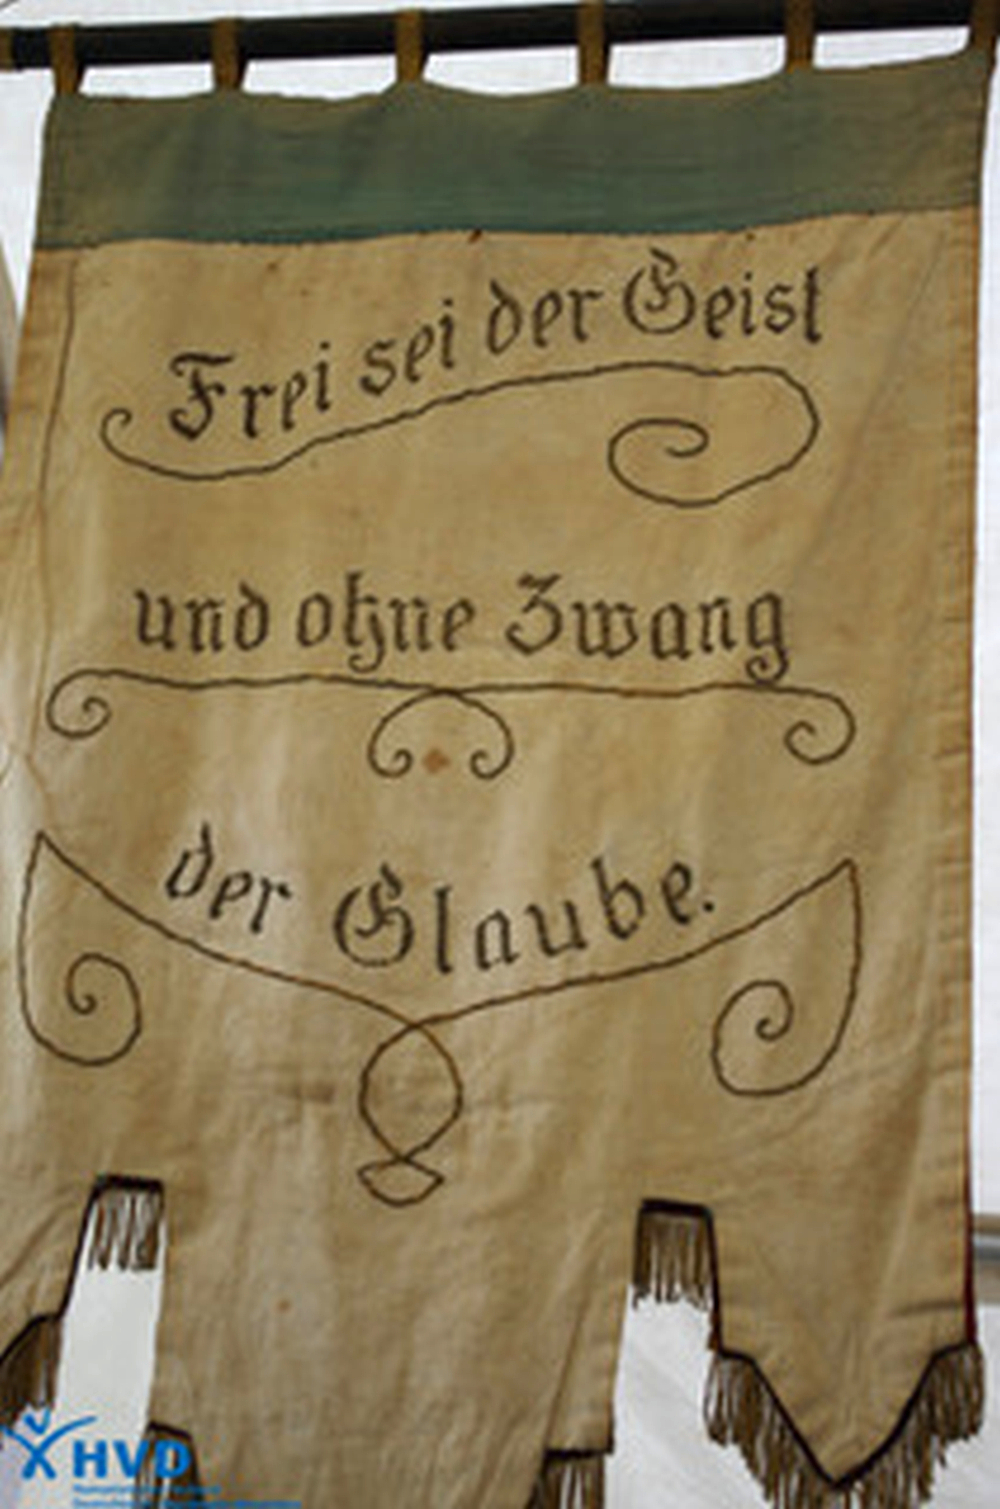 Frei sei der Geist
und ohne Zwang
der Glaube.
HVD